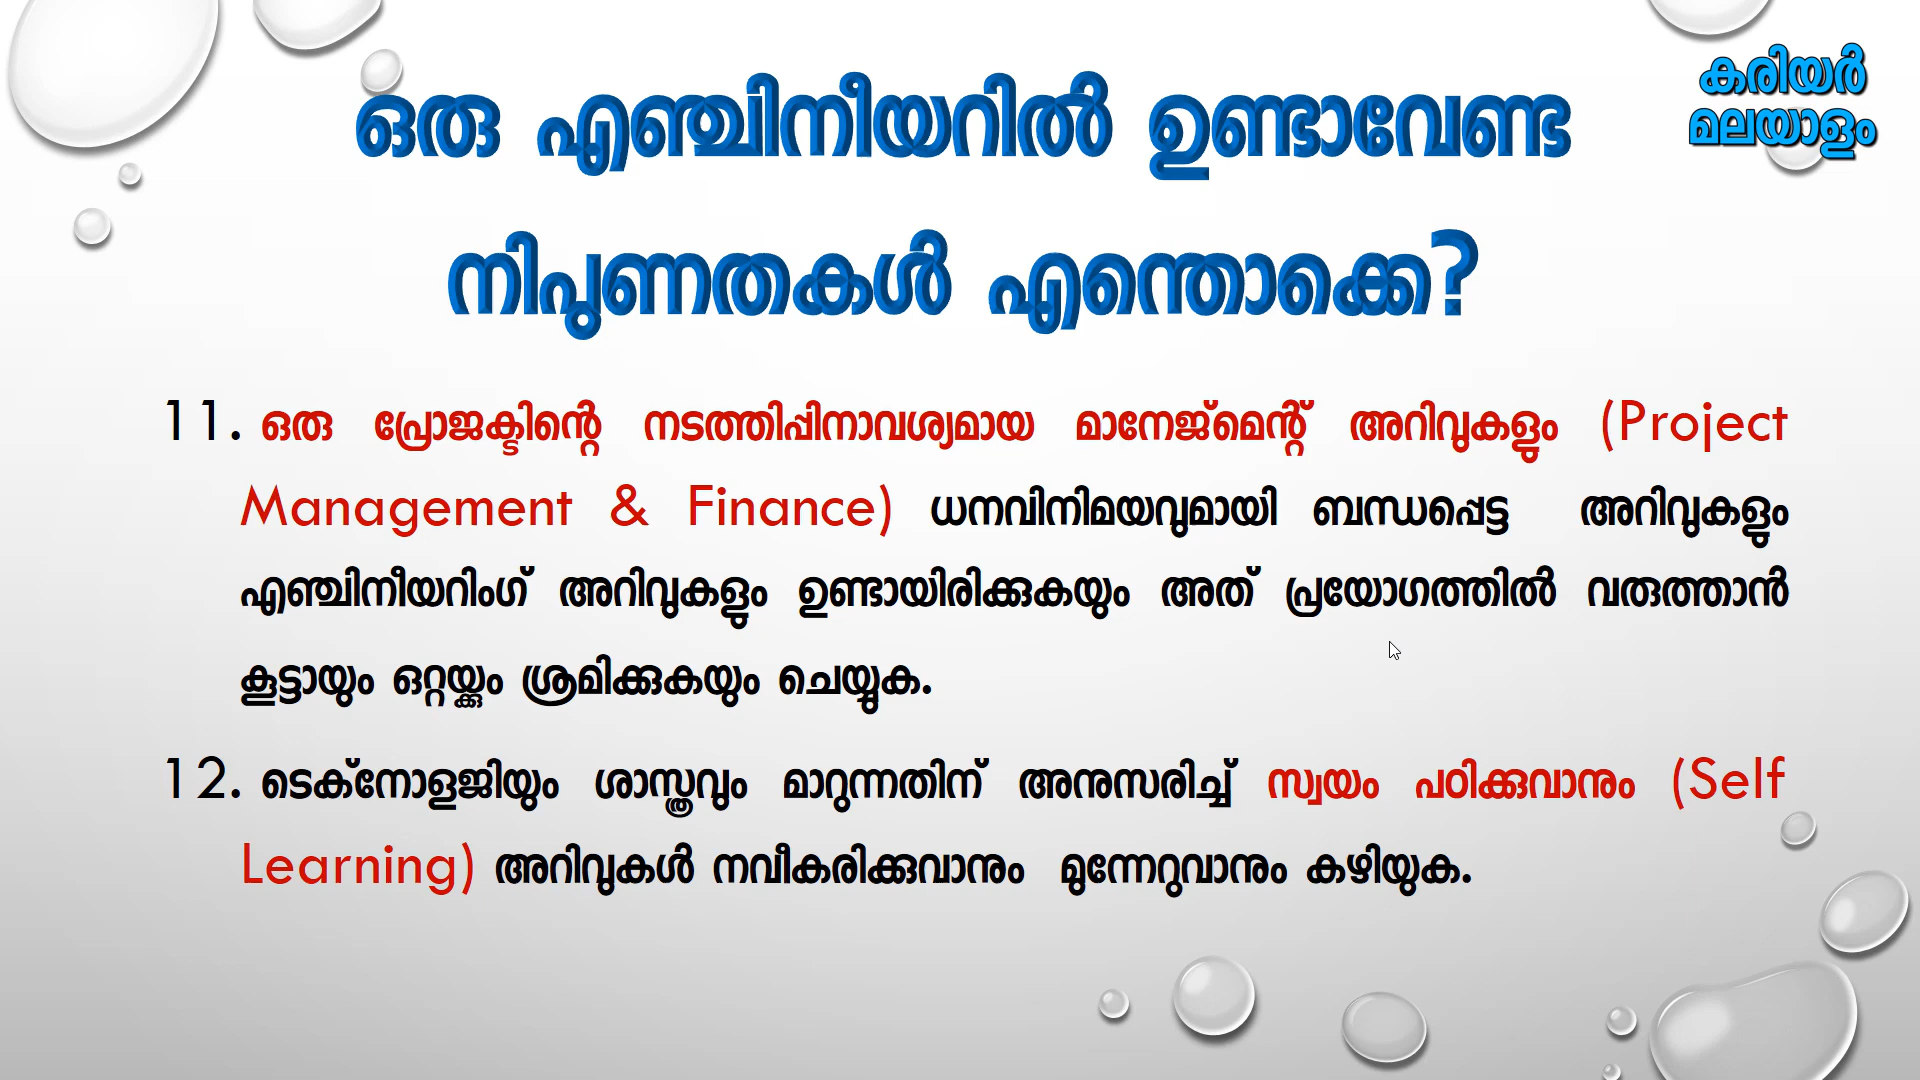 ഒരു എഞ്ചിനീയറിൽ ഉണ്ടാവേണ്ട
നിപുണതകൾ എന്തൊക്കെ?
കരിയർ
മലയാളം
11. ഒരു പ്രോജക്ടിന്റെ നടത്തിപ്പിനാവശ്യമായ മാനേജ്മെന്റ് അറിവുകളും (Project
Management & Finance) ധനവിനിമയവുമായി ബന്ധപ്പെട്ട അറിവുകളും
എഞ്ചിനീയറിംഗ് അറിവുകളും ഉണ്ടായിരിക്കുകയും അത് പ്രയോഗത്തിൽ വരുത്താൻ
കൂട്ടായും ഒറ്റയ്ക്കും ശ്രമിക്കുകയും ചെയ്യുക.
12. ടെക്നോളജിയും ശാസ്ത്രവും മാറുന്നതിന് അനുസരിച്ച് സ്വയം പഠിക്കുവാനും (Self
Learning) അറിവുകൾ നവീകരിക്കുവാനും മുന്നേറുവാനും കഴിയുക.